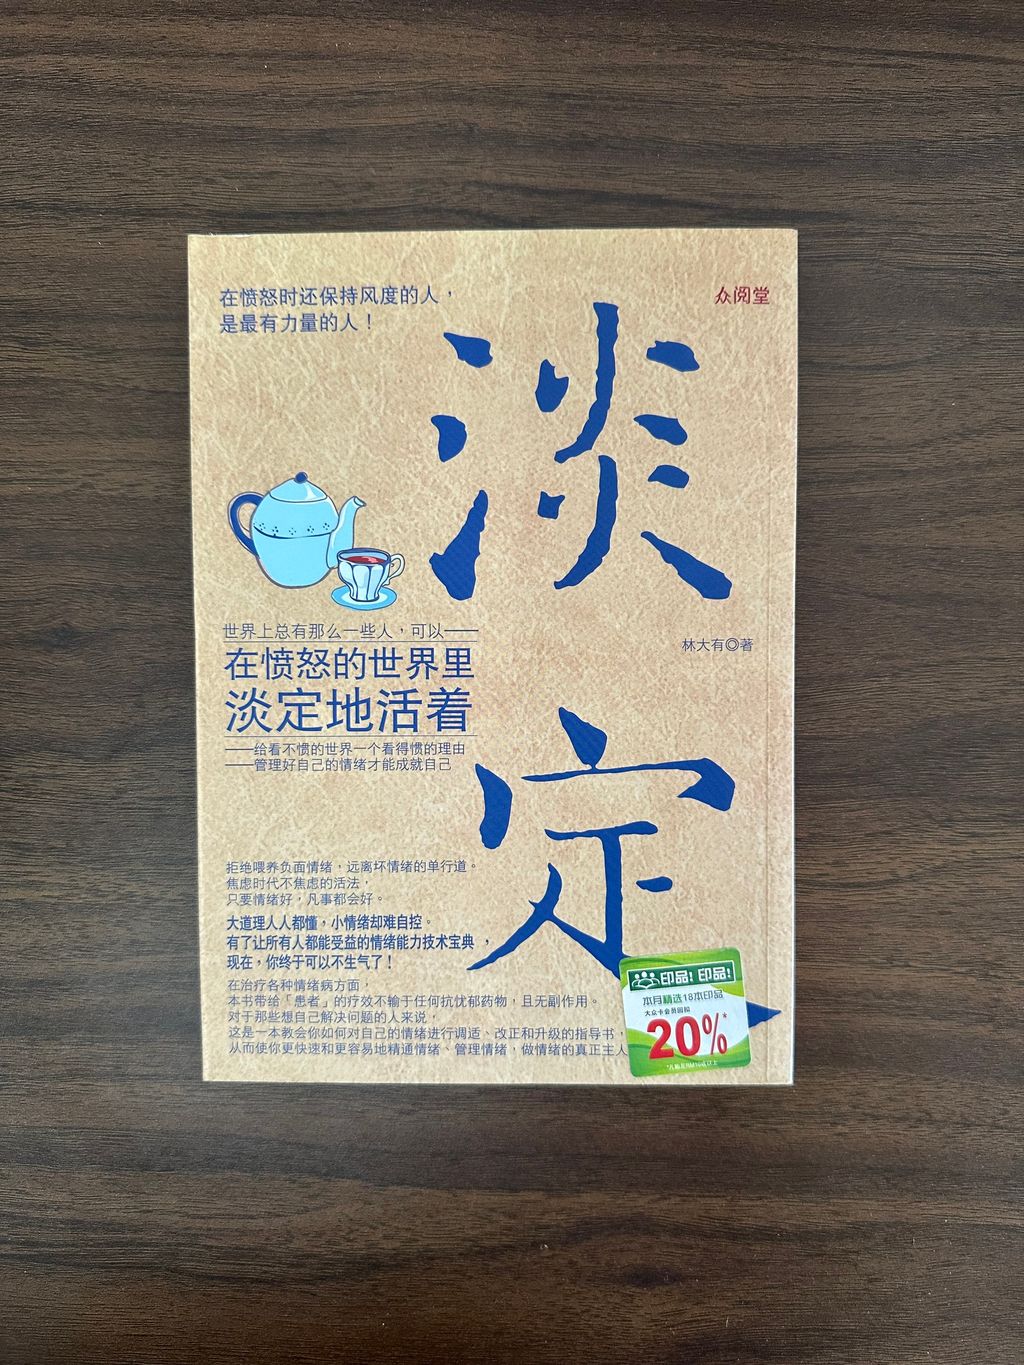 在愤怒时还保持风度的人，
是最有力量的人！
众阅堂
淡定
林大有◎著
世界上总有那么一些人，可以——
在愤怒的世界里
淡定地活着
——给看不惯的世界一个看得惯的理由
——管理好自己的情绪才能成就自己
拒绝喂养负面情绪，远离坏情绪的单行道。
焦虑时代不焦虑的活法，
只要情绪好，凡事都会好。
大道理人人都懂，小情绪却难自控。
有了让所有人都能受益的情绪能力技术宝典，
现在，你终于可以不生气了！
在治疗各种情绪病方面，
本书带给「患者」的疗效不输于任何抗忧郁药物，且无副作用。
对于那些想自己解决问题的人来说，
这是一本教会你如何对自己的情绪进行调适、改正和升级的指导书，
从而使你更快速和更容易地精通情绪、管理情绪，做情绪的真正主人
印品！印品！
本月精选18本印品
大众卡会员回扣
20%*